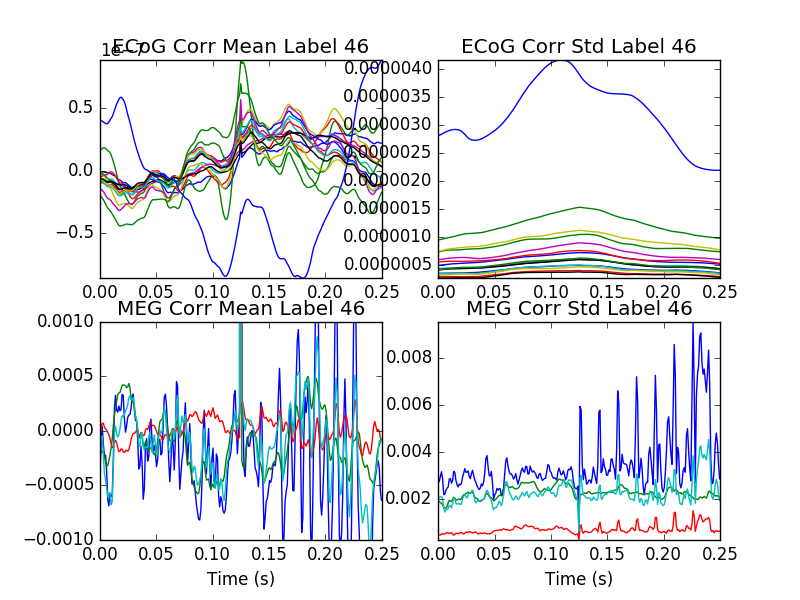 ECoG Corr Mean Label 46
1e−7
0.5
0.0
−0.5
0.00 0.05 0.10 0.15 0.20 0.25
ECoG Corr Std Label 46
0.0000040
0.0000035
0.0000030
0.0000025
0.0000020
0.0000015
0.0000010
0.0000005
0.00 0.05 0.10 0.15 0.20 0.25
MEG Corr Mean Label 46
0.0010
0.0005
0.0000
−0.0005
−0.0010
0.00 0.05 0.10 0.15 0.20 0.25
Time (s)
MEG Corr Std Label 46
0.008
0.006
0.004
0.002
0.00 0.05 0.10 0.15 0.20 0.25
Time (s)